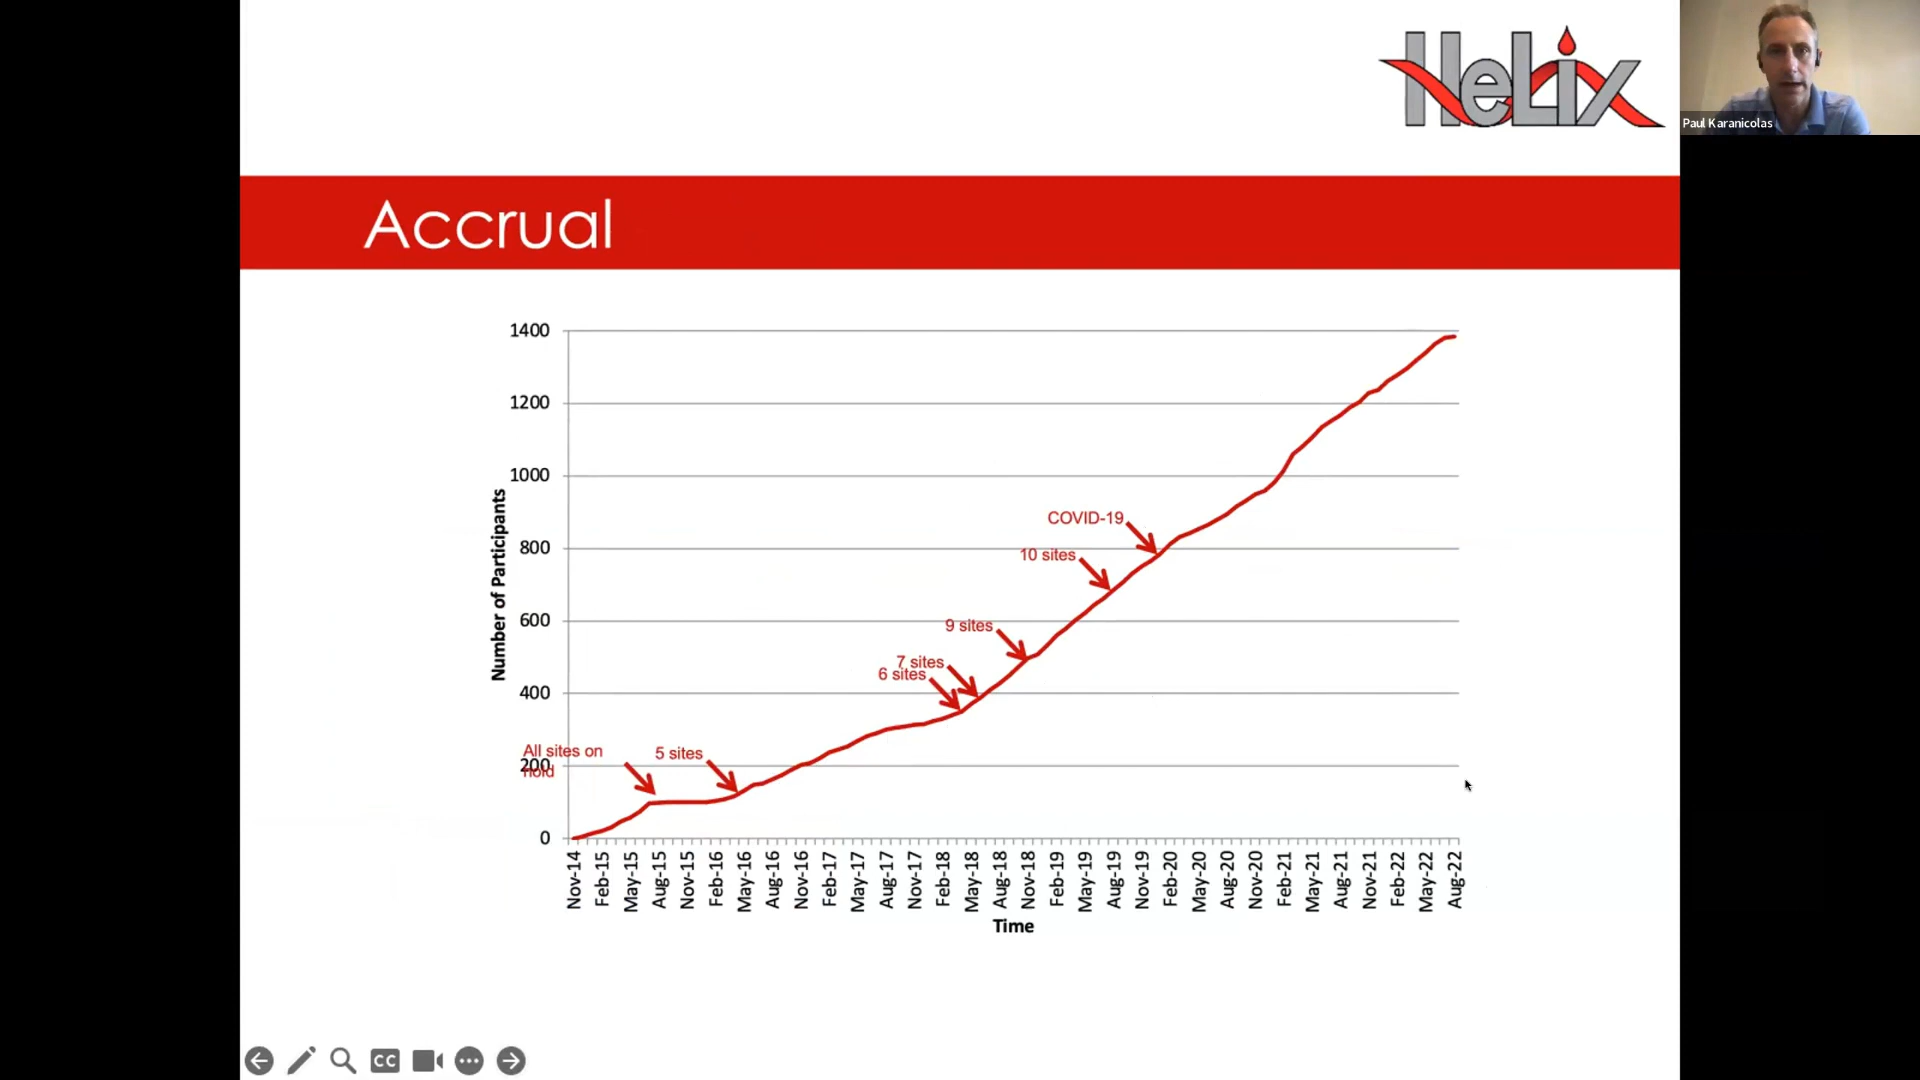 HeLix
Paul Karanicolas
Accrual
1400
1200
1000
800
600
400
200
0
Number of Participants
COVID-19
10 sites
9 sites
7 sites
6 sites
5 sites
All sites on
hold
Nov-14
Feb-15
May-15
Aug-15
Nov-15
Feb-16
May-16
Aug-16
Nov-16
Feb-17
May-17
Aug-17
Nov-17
Feb-18
May-18
Aug-18
Nov-18
Feb-19
May-19
Aug-19
Nov-19
Feb-20
May-20
Aug-20
Nov-20
Feb-21
May-21
Aug-21
Nov-21
Feb-22
May-22
Aug-22
Time
CC